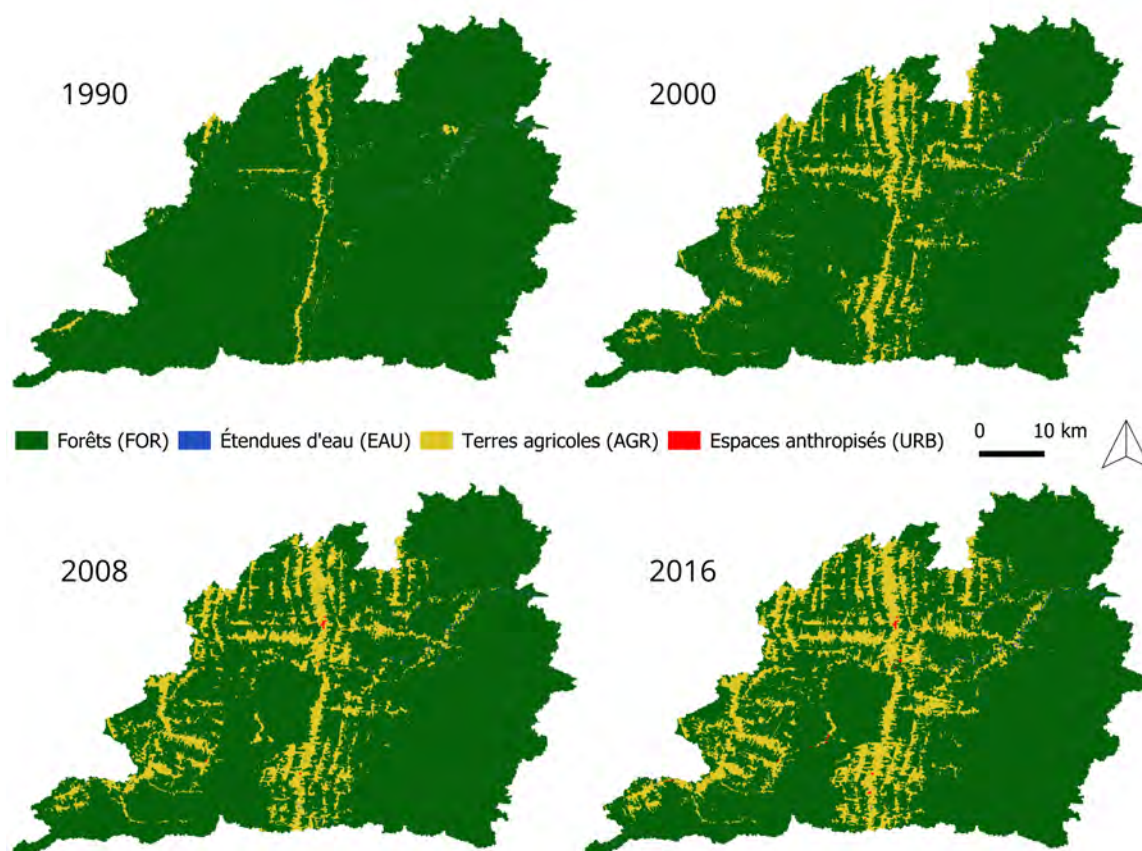 1990
2000
Forêts (FOR) Étendues d'eau (EAU) Terres agricoles (AGR) Espaces anthropisés (URB) 0 10 km
2008
2016